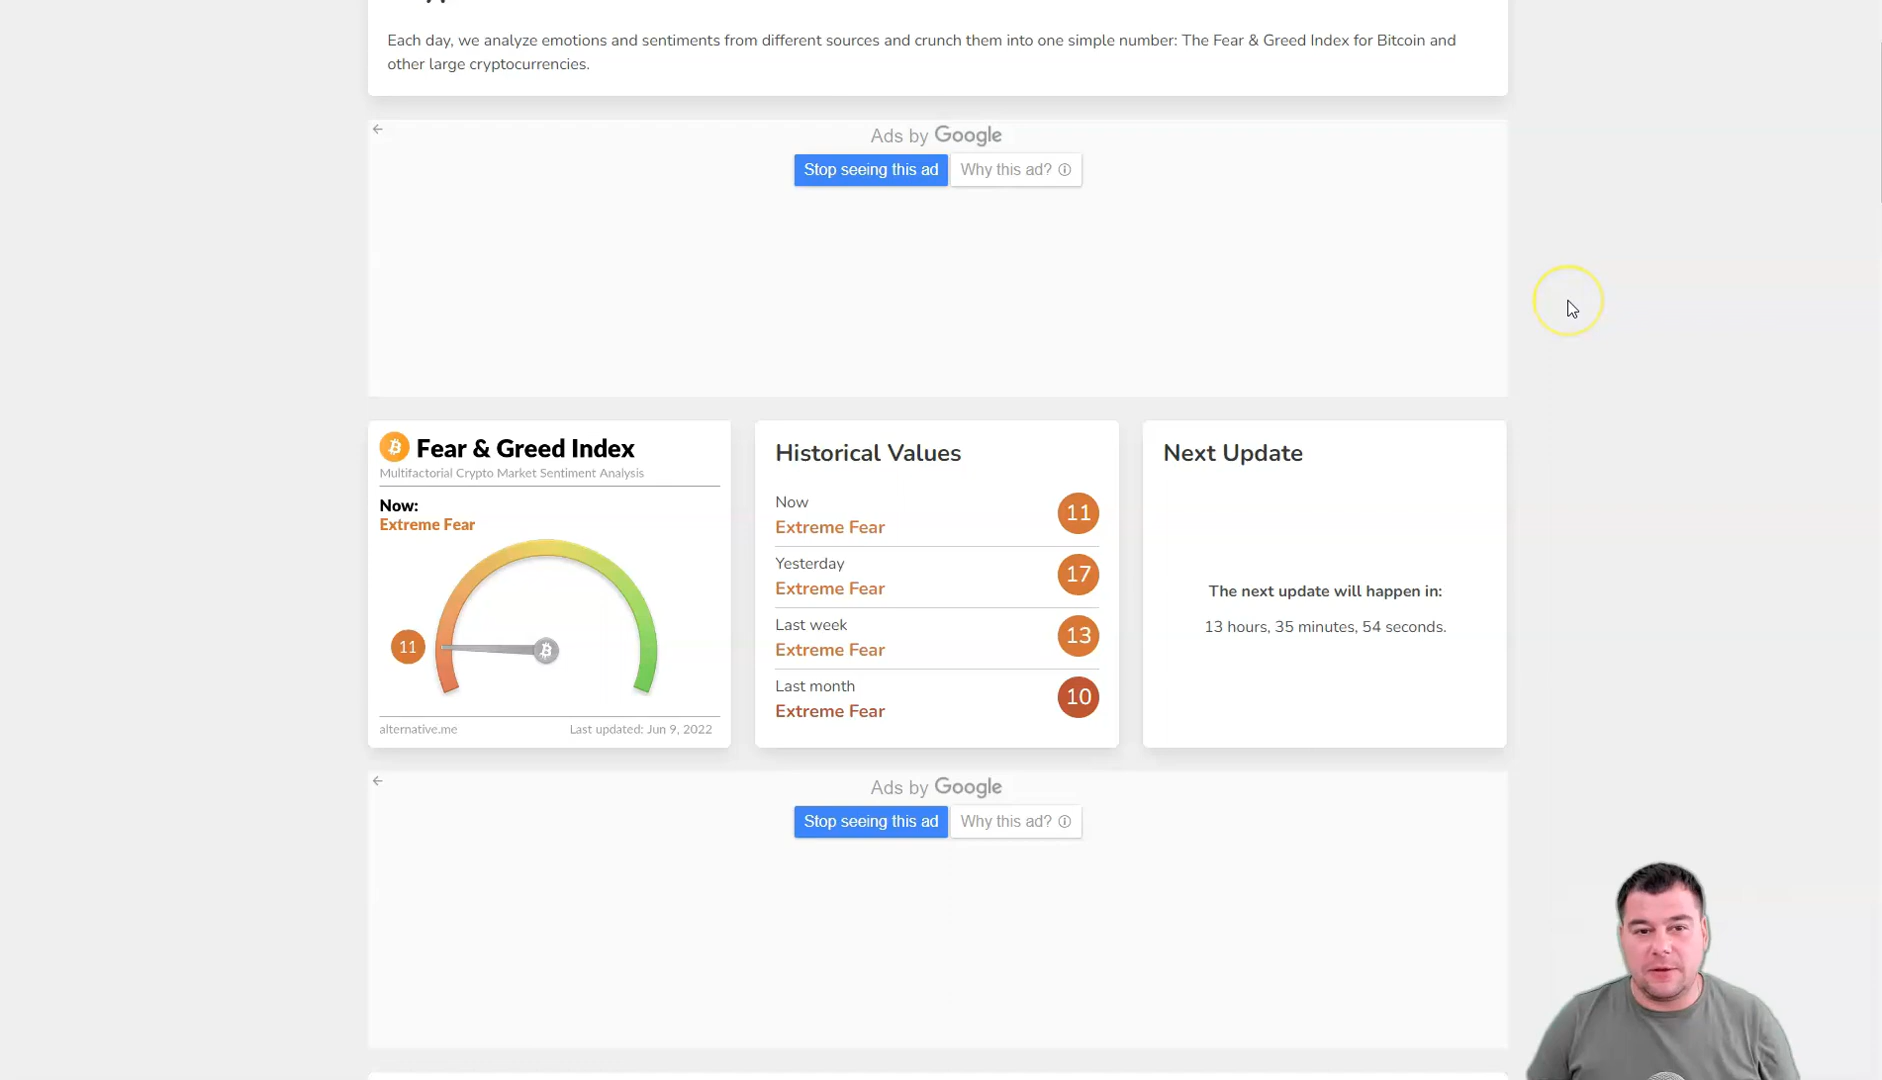 Each day, we analyze emotions and sentiments from different sources and crunch them into one simple number: The Fear & Greed Index for Bitcoin and
other large cryptocurrencies.
Ads by Google
Stop seeing this ad
Why this ad?
Fear & Greed Index
Multifactorial Crypto Market Sentiment Analysis
Now:
Extreme Fear
11
alternative.me
Last updated: Jun 9, 2022
Historical Values
Now
Extreme Fear
11
Yesterday
Extreme Fear
17
Last week
Extreme Fear
13
Last month
Extreme Fear
10
Next Update
The next update will happen in:
13 hours, 35 minutes, 54 seconds.
Ads by Google
Stop seeing this ad
Why this ad?